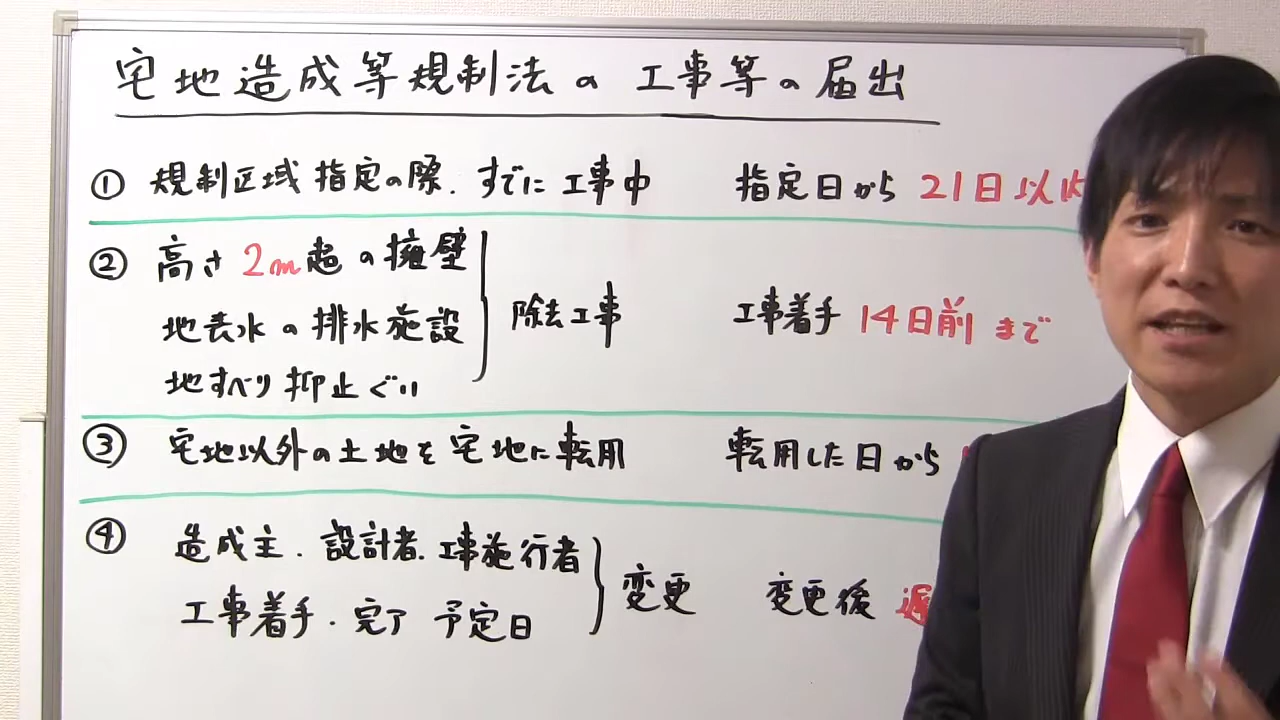 宅地造成等規制法の工事等の届出
① 規制区域指定の際、すでに工事中 指定日から 21日以内
② 高さ 2m超の擁壁
地表水の排水施設
地すべり抑止ぐい
除去工事 工事着手 14日前 まで
③ 宅地以外の土地を宅地に転用 転用した日から
④ 造成主・設計者・工事施行者
工事着手・完了 予定日
変更 変更後 遅